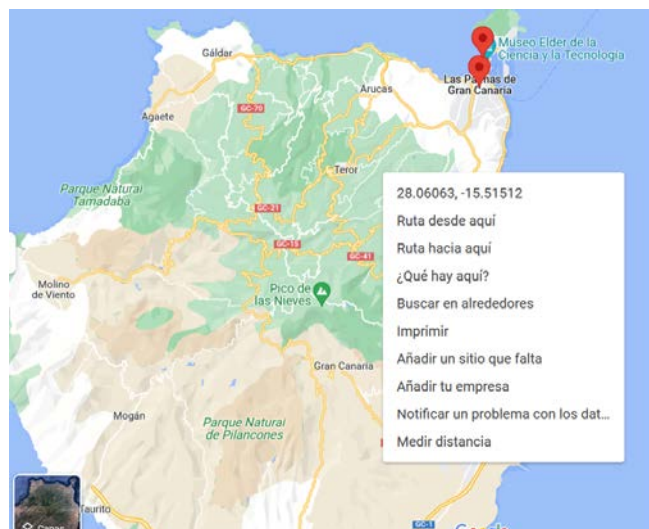 Gáldar
Museo Elder de la
Ciencia y la Tecnología
Las Palmas de
Gran Canaria
Arucas
GC-70
Agaete
Teror
Parque Natural
Tamadaba
GC-21
GC-15
GC-41
Molino
de Viento
Pico de
las Nieves
Gran Canaria
Mogán
Parque Natural
de Pilancones
Taurito
GC-1
28.06063, -15.51512
Ruta desde aquí
Ruta hacia aquí
¿Qué hay aquí?
Buscar en alrededores
Imprimir
Añadir un sitio que falta
Añadir tu empresa
Notificar un problema con los dat...
Medir distancia